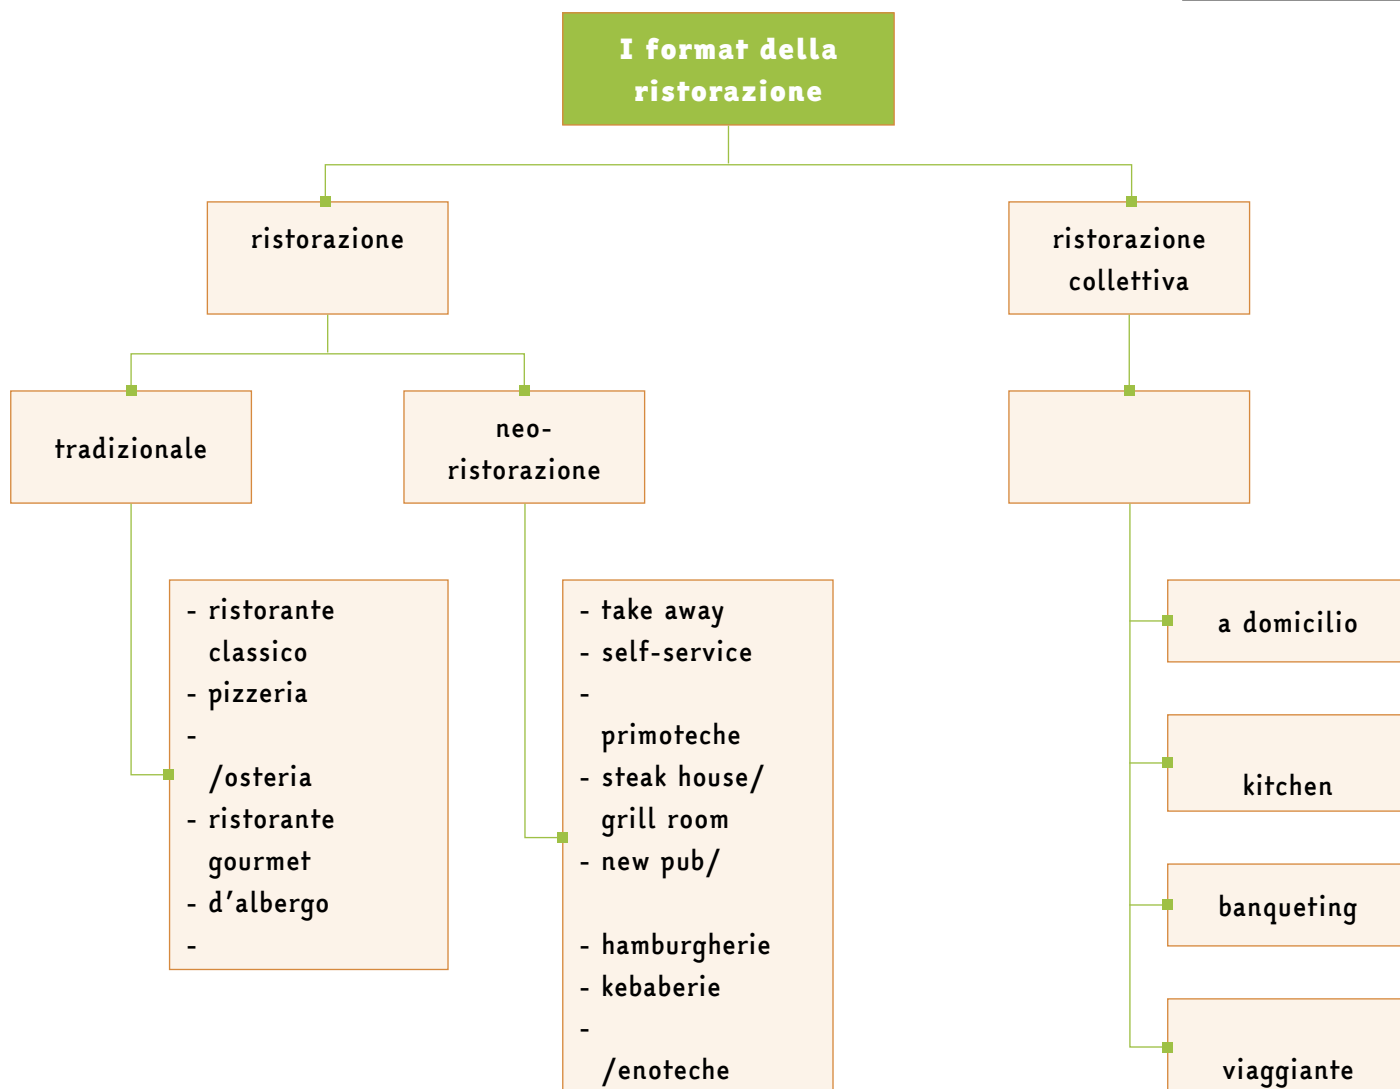 I format della
ristorazione
ristorazione
ristorazione
collettiva
tradizionale
neo-
ristorazione
- ristorante
classico
- pizzeria
-
/osteria
- ristorante
gourmet
- d'albergo
-
- take away
- self-service
-
primoteche
- steak house/
grill room
- new pub/
- hamburgherie
- kebaberie
-
/enoteche
a domicilio
kitchen
banqueting
viaggiante